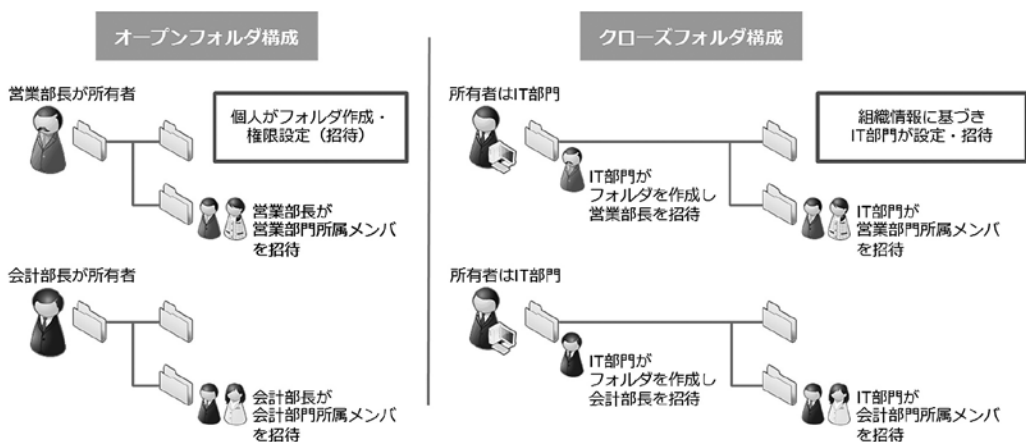 オープンフォルダ構成
営業部長が所有者
個人がフォルダ作成・
権限設定（招待）
営業部長が
営業部門所属メンバ
を招待
会計部長が所有者
会計部長が
会計部門所属メンバ
を招待
クローズフォルダ構成
所有者はIT部門
組織情報に基づき
IT部門が設定・招待
IT部門が
フォルダを作成し
営業部長を招待
IT部門が
営業部門所属メンバ
を招待
所有者はIT部門
IT部門が
フォルダを作成し
会計部長を招待
IT部門が
会計部門所属メンバ
を招待